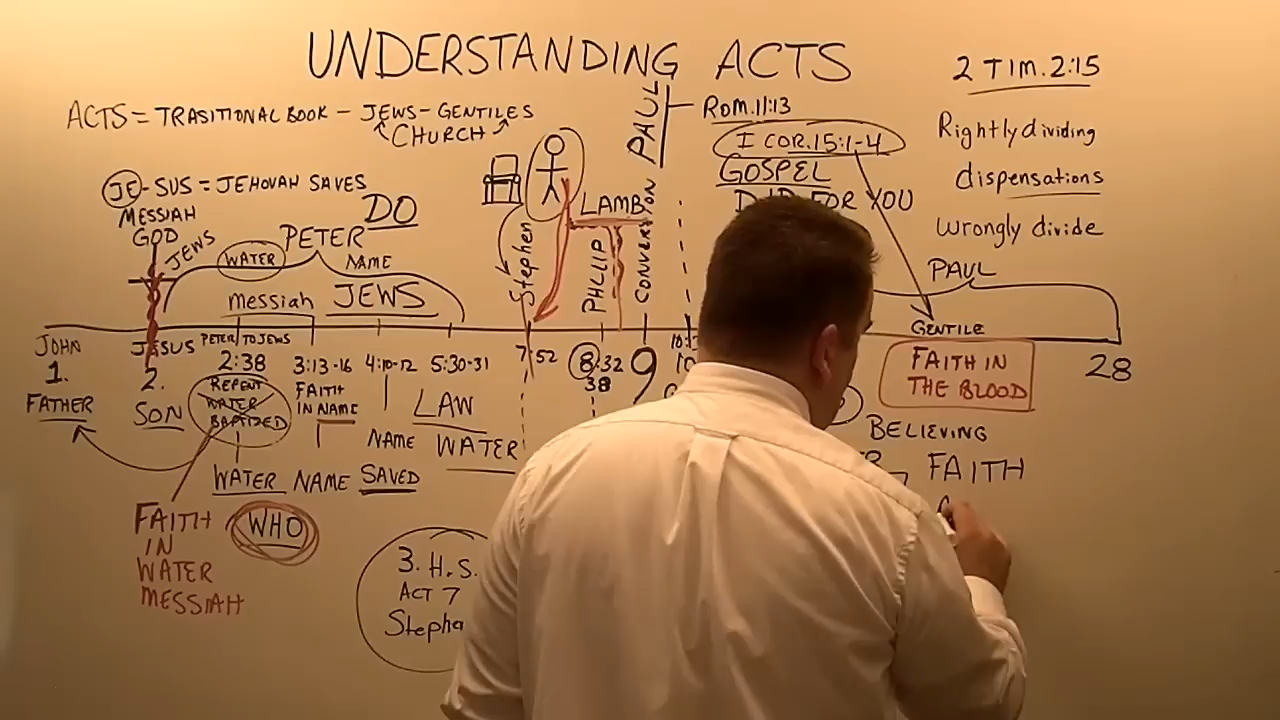 UNDERSTANDING ACTS
2 TIM. 2:15
ACTS = TRASITIONAL BOOK - JEWS - GENTILES
CHURCH
PAUL
Rom. 11:13
I COR. 15:1-4
GOSPEL
FOR YOU
Rightly dividing
dispensations
wrongly divide
JE-SUS = JEHOVAH SAVES
MESSIAH
GOD
JEWS
DO
PETER
WATER
NAME
messiah JEWS
LAMB
Stephen
PHILIP
CONVERSION
PAUL
GENTILE
JOHN
JESUS
PETER TO JEWS
1.
2.
2:38
3:13-16
4:10-12
5:30-31
7:52
8:32
38
9
10
28
FATHER
SON
REPENT
WATER
BAPTIZED
FAITH
IN NAME
NAME
LAW
WATER
FAITH IN
THE BLOOD
BELIEVING
FAITH
WATER NAME SAVED
FAITH
IN
WATER
MESSIAH
WHO
3. H.S.
ACT 7